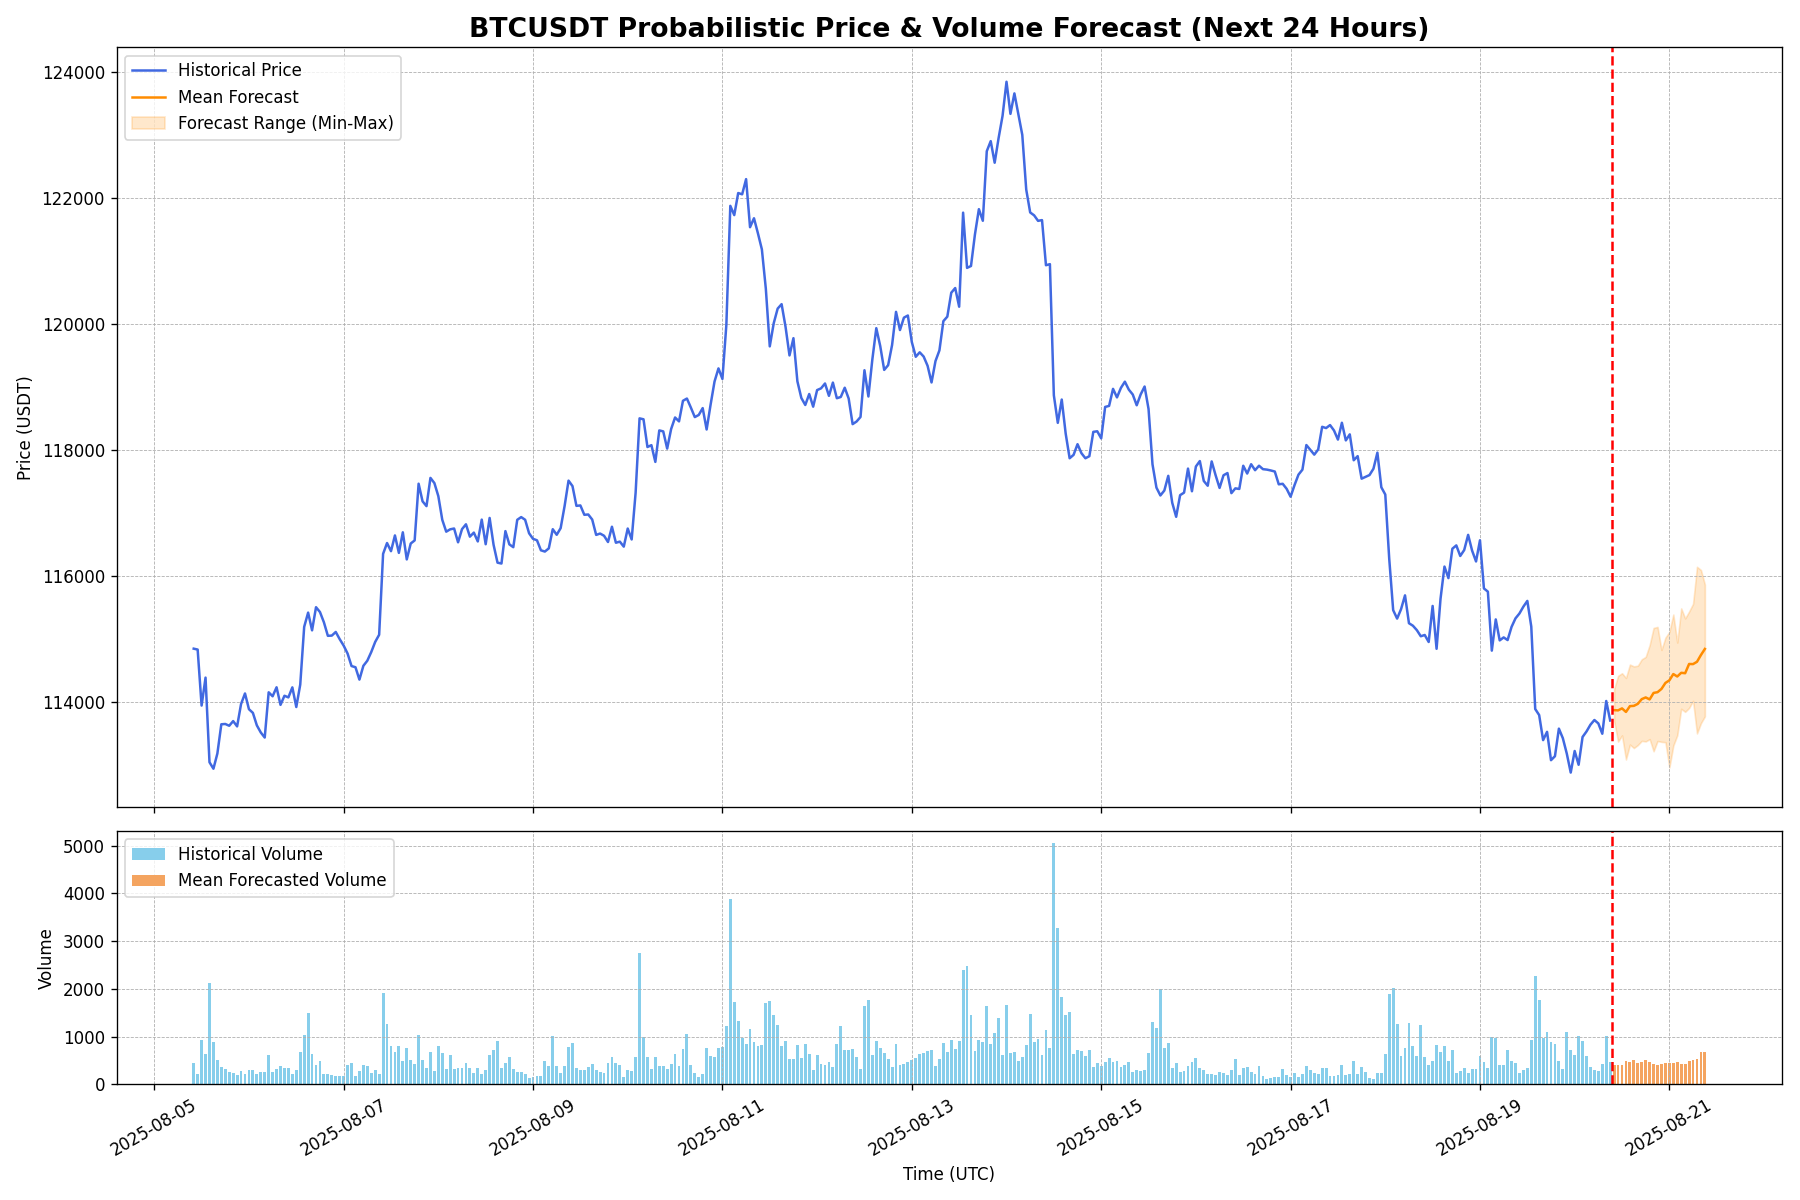 BTCUSDT Probabilistic Price & Volume Forecast (Next 24 Hours)
Historical Price
Mean Forecast
Forecast Range (Min-Max)
124000
122000
120000
118000
116000
114000
Price (USDT)
Historical Volume
Mean Forecasted Volume
5000
4000
3000
2000
1000
0
Volume
2025-08-05
2025-08-07
2025-08-09
2025-08-11
2025-08-13
2025-08-15
2025-08-17
2025-08-19
2025-08-21
Time (UTC)